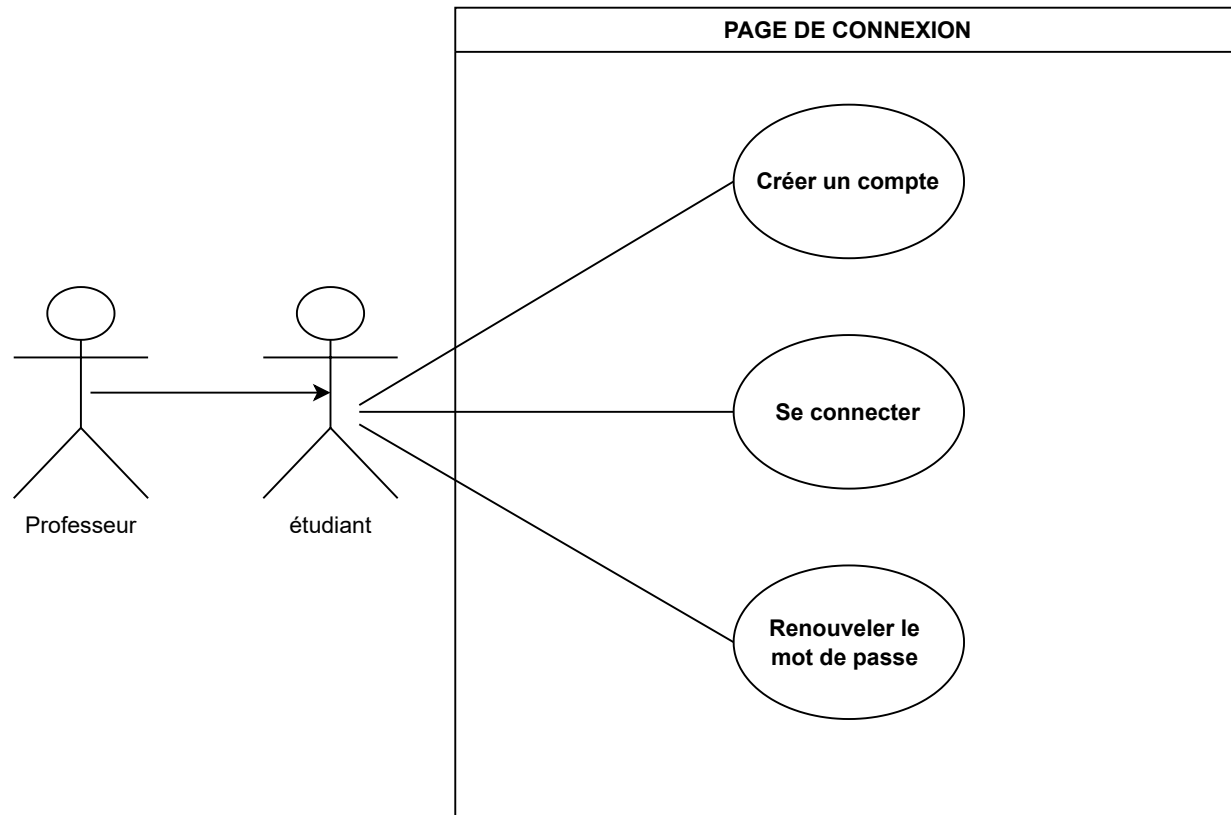 PAGE DE CONNEXION
Créer un compte
Se connecter
Professeur
étudiant
Renouveler le
mot de passe